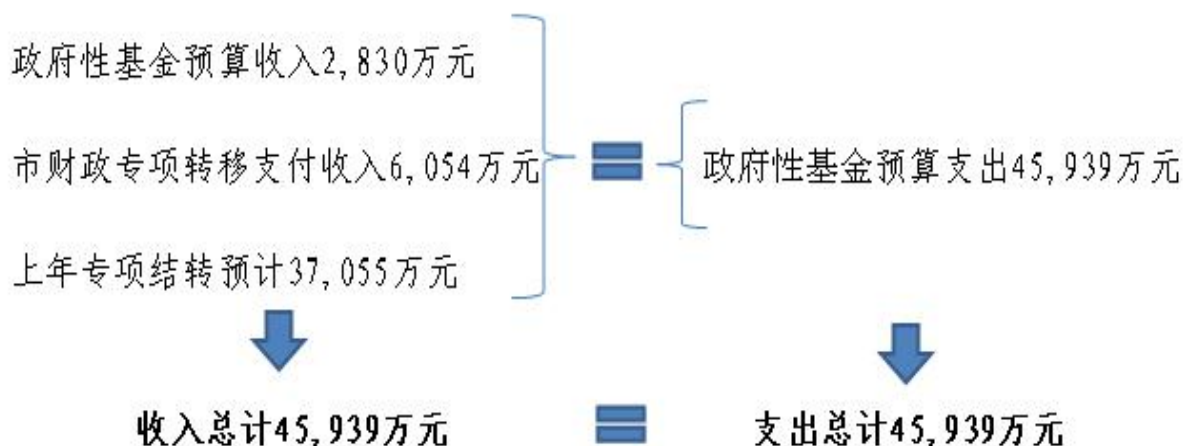 政府性基金预算收入2,830万元
市财政专项转移支付收入6,054万元
政府性基金预算支出45,939万元
上年专项结转预计37,055万元
收入总计45,939万元
支出总计45,939万元